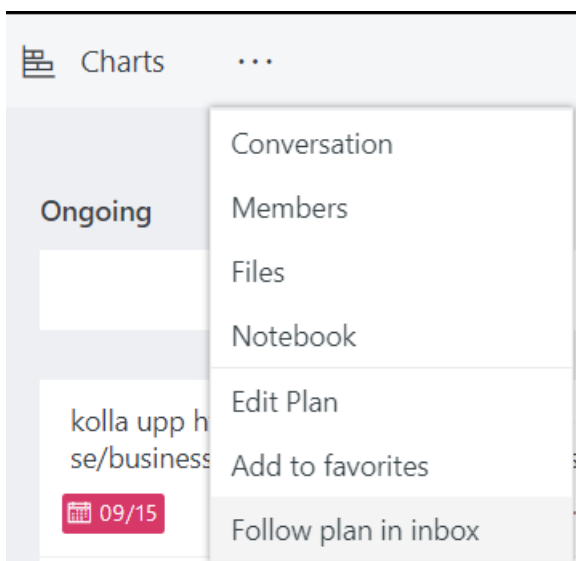 Charts ...
Conversation
Ongoing
Members
Files
Notebook
Edit Plan
kolla upp h
se/business
Add to favorites
09/15
Follow plan in inbox